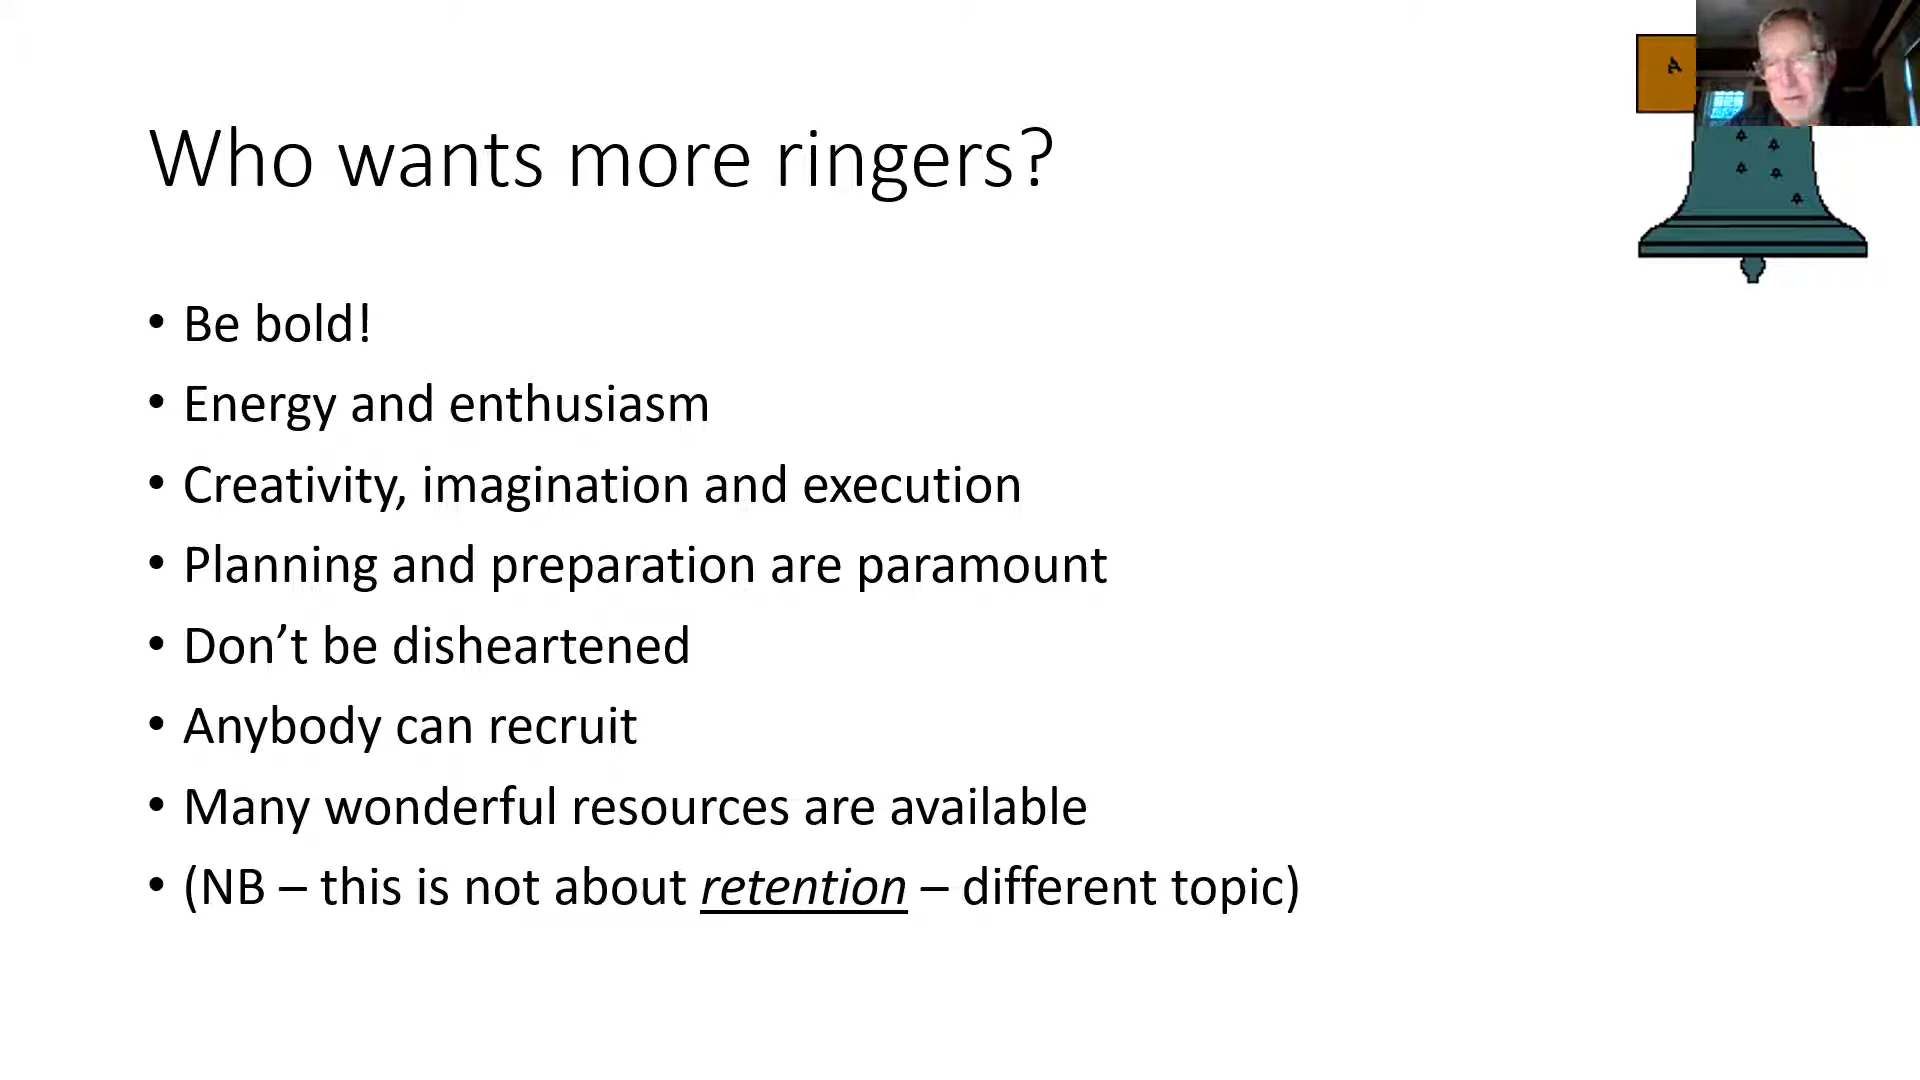 Who wants more ringers?
• Be bold!
• Energy and enthusiasm
• Creativity, imagination and execution
• Planning and preparation are paramount
• Don’t be disheartened
• Anybody can recruit
• Many wonderful resources are available
• (NB – this is not about retention – different topic)